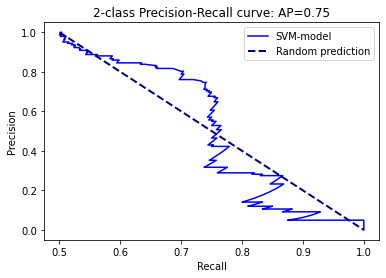 2-class Precision-Recall curve: AP=0.75
SVM-model
Random prediction
Precision
1.0
0.8
0.6
0.4
0.2
0.0
0.5
0.6
0.7
0.8
0.9
1.0
Recall